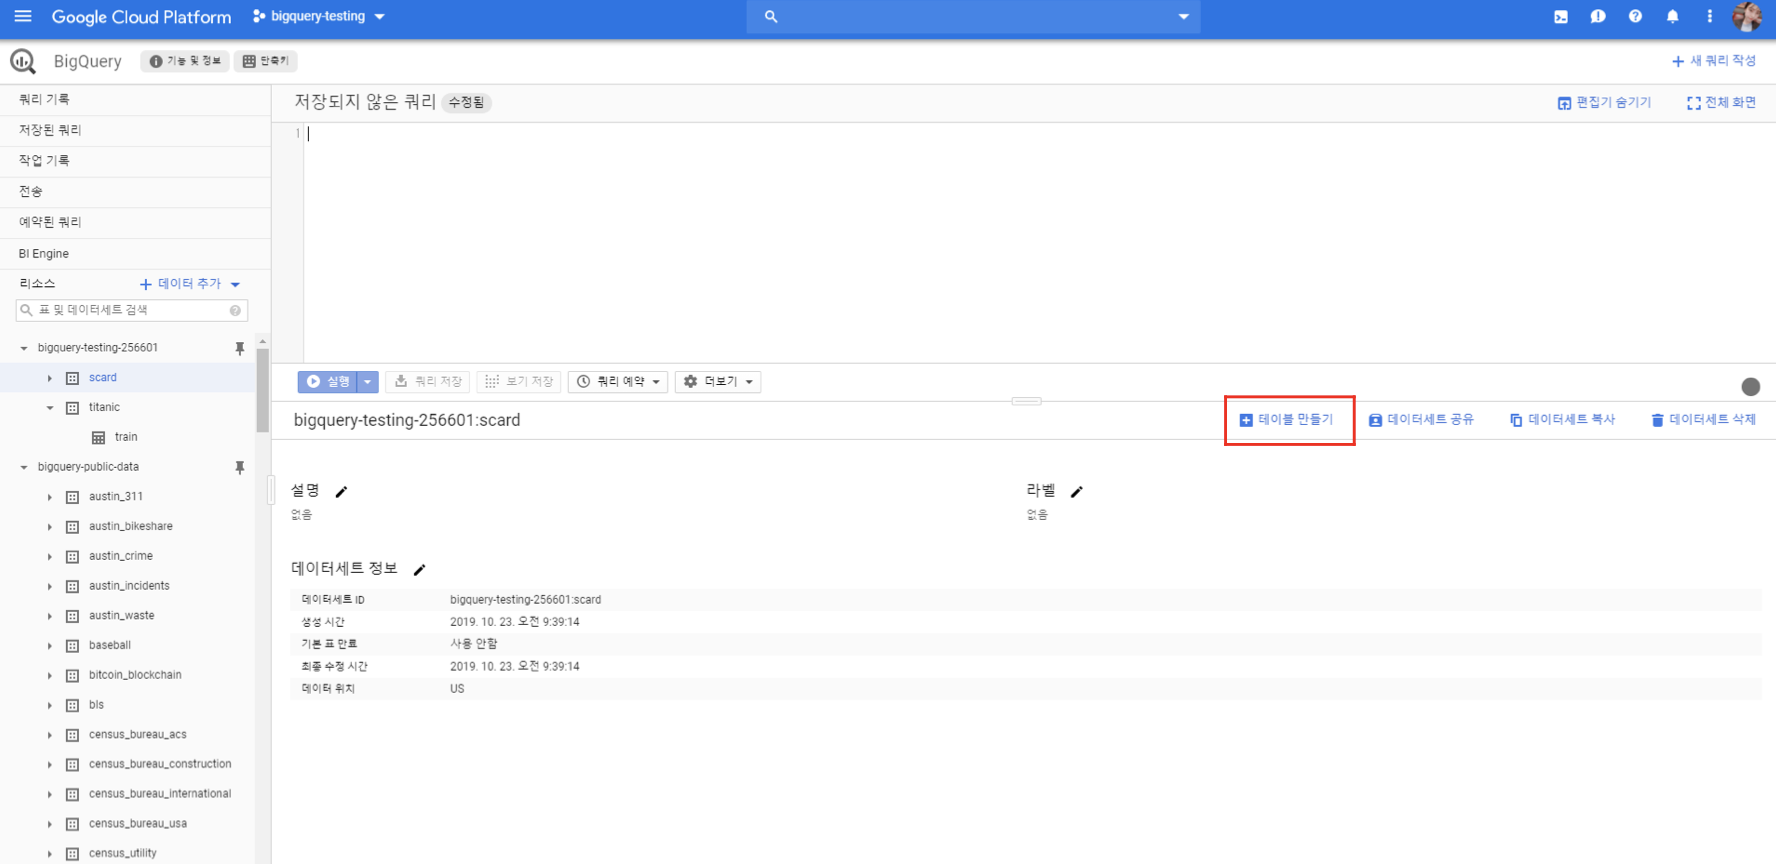 Google Cloud Platform bigquery-testing
BigQuery 기능 및 정보 단축키 새 쿼리 작성
쿼리 기록
저장된 쿼리
작업 기록
전송
예약된 쿼리
BI Engine
리소스 데이터 추가
표 및 데이터세트 검색
bigquery-testing-256601
scard
titanic
train
bigquery-public-data
austin_311
austin_bikeshare
austin_crime
austin_incidents
austin_waste
baseball
bitcoin_blockchain
bls
census_bureau_acs
census_bureau_construction
census_bureau_international
census_bureau_usa
census_utility
저장되지 않은 쿼리 수정됨 편집기 숨기기 전체 화면
1
실행 쿼리 저장 보기 저장 쿼리 예약 더보기
bigquery-testing-256601:scard 테이블 만들기 데이터세트 공유 데이터세트 복사 데이터세트 삭제
설명 라벨
없음 없음
데이터세트 정보
데이터세트 ID bigquery-testing-256601:scard
생성 시간 2019. 10. 23. 오전 9:39:14
기본 표 만료 사용 안함
최종 수정 시간 2019. 10. 23. 오전 9:39:14
데이터 위치 US